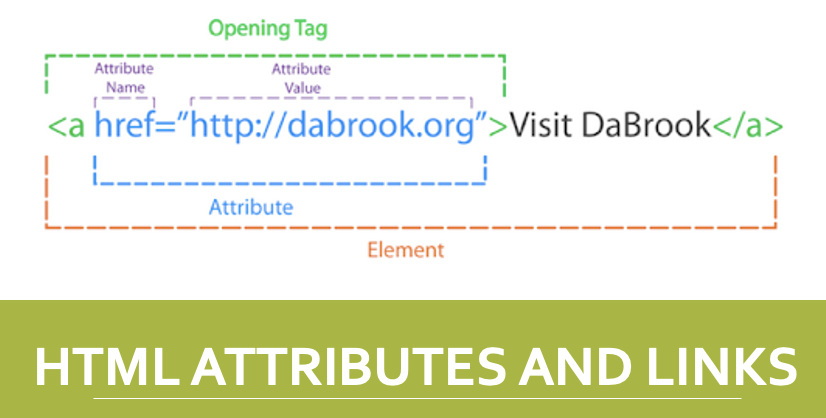 Opening Tag
Attribute Name
Attribute Value
<a href="http://dabrook.org">Visit DaBrook</a>
Attribute
Element
HTML ATTRIBUTES AND LINKS